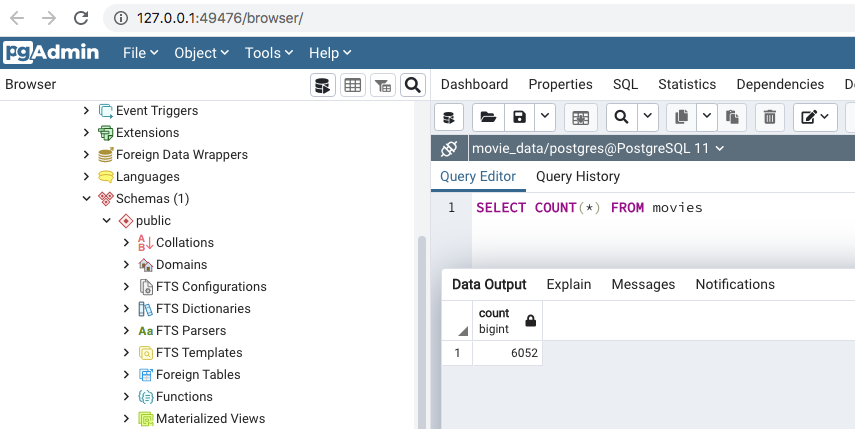 127.0.0.1:49476/browser/
pgAdmin File Object Tools Help
Browser
Dashboard Properties SQL Statistics Dependencies
Event Triggers
Extensions
Foreign Data Wrappers
Languages
Schemas (1)
public
Collations
Domains
FTS Configurations
FTS Dictionaries
Aa FTS Parsers
FTS Templates
Foreign Tables
Functions
Materialized Views
movie_data/postgres@PostgreSQL 11
Query Editor Query History
1 SELECT COUNT(*) FROM movies
Data Output Explain Messages Notifications
count
bigint
1 6052